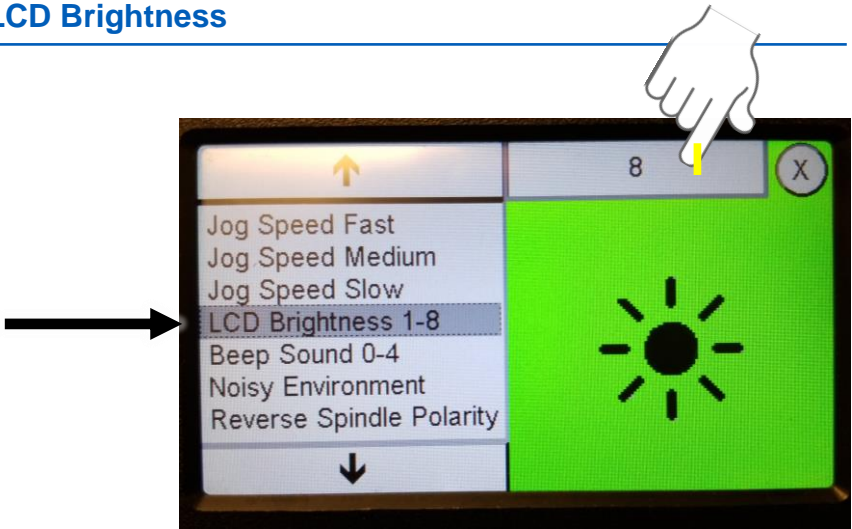 LCD Brightness
8
X
Jog Speed Fast
Jog Speed Medium
Jog Speed Slow
LCD Brightness 1-8
Beep Sound 0-4
Noisy Environment
Reverse Spindle Polarity